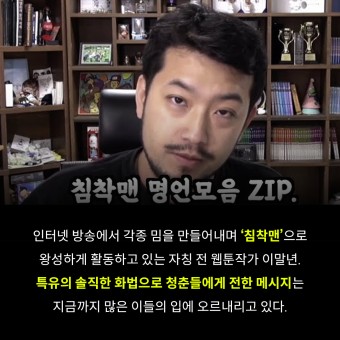 침착맨 명언모음 ZIP.
인터넷 방송에서 각종 밈을 만들어내며 ‘침착맨’으로
왕성하게 활동하고 있는 자칭 전 웹툰작가 이말년.
특유의 솔직한 화법으로 청춘들에게 전한 메시지는
지금까지 많은 이들의 입에 오르내리고 있다.